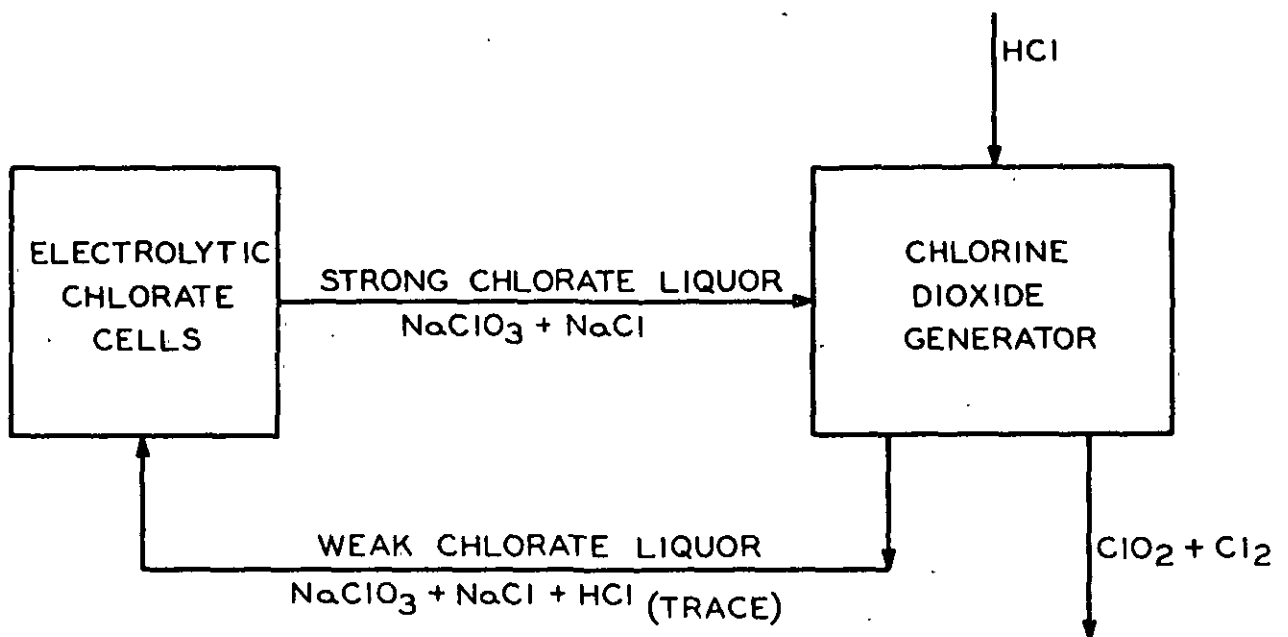 HCl
ELECTROLYTIC
CHLORATE
CELLS
STRONG CHLORATE LIQUOR
NaClO3 + NaCl
CHLORINE
DIOXIDE
GENERATOR
WEAK CHLORATE LIQUOR
NaClO3 + NaCl + HCl (TRACE)
ClO2 + Cl2